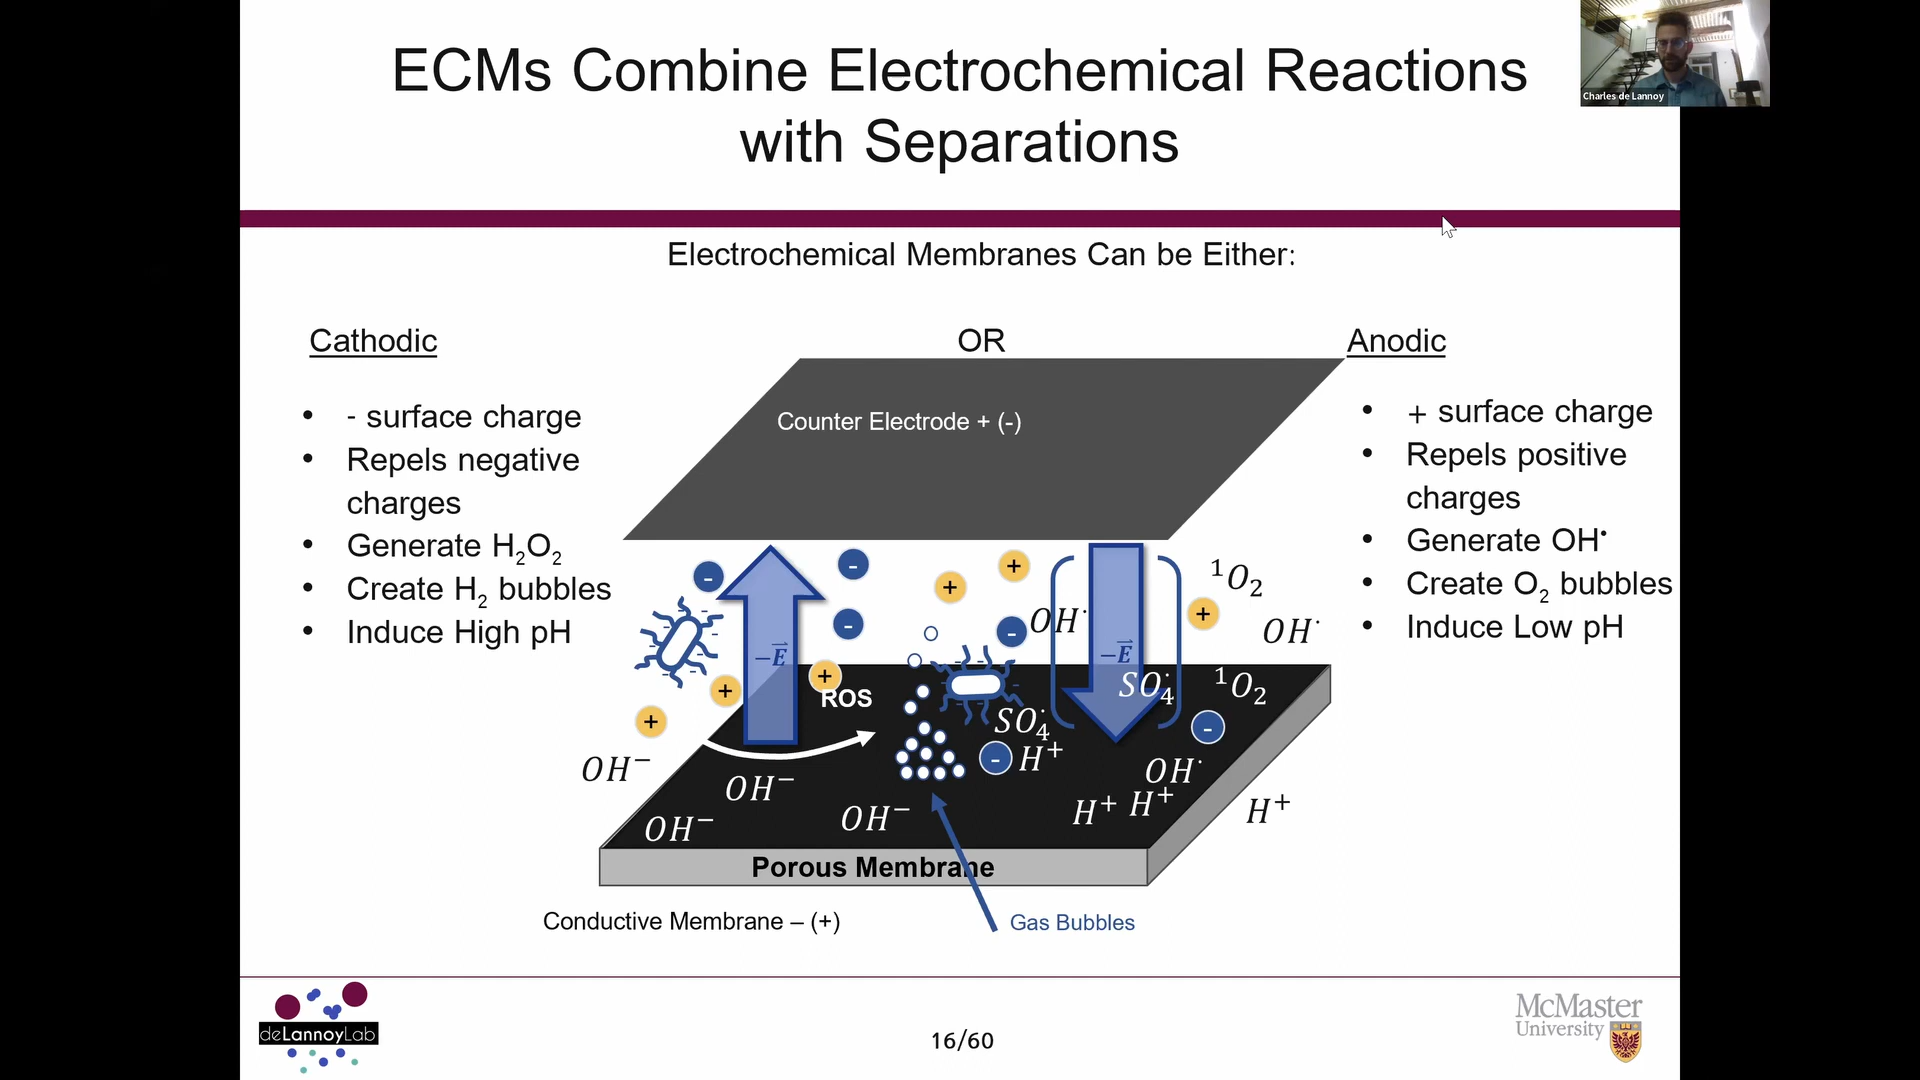 ECMs Combine Electrochemical Reactions
with Separations
Charles de Lannoy
Electrochemical Membranes Can be Either:
Cathodic
OR
Anodic
• - surface charge
• Repels negative
charges
• Generate H₂O₂
• Create H₂ bubbles
• Induce High pH
Counter Electrode + (-)
• + surface charge
• Repels positive
charges
• Generate OH•
• Create O₂ bubbles
• Induce Low pH
- - + +
¹O₂
+
- - OH˙
OH˙
−E⃗
−E⃗
+ +
ROS
SO₄˙
¹O₂
+
SO₄˙
-
- H⁺
OH⁻
OH⁻
OH˙
OH⁻
OH⁻
H⁺ H⁺
H⁺
Porous Membrane
Conductive Membrane – (+)
Gas Bubbles
deLannoyLab
16/60
McMaster
University